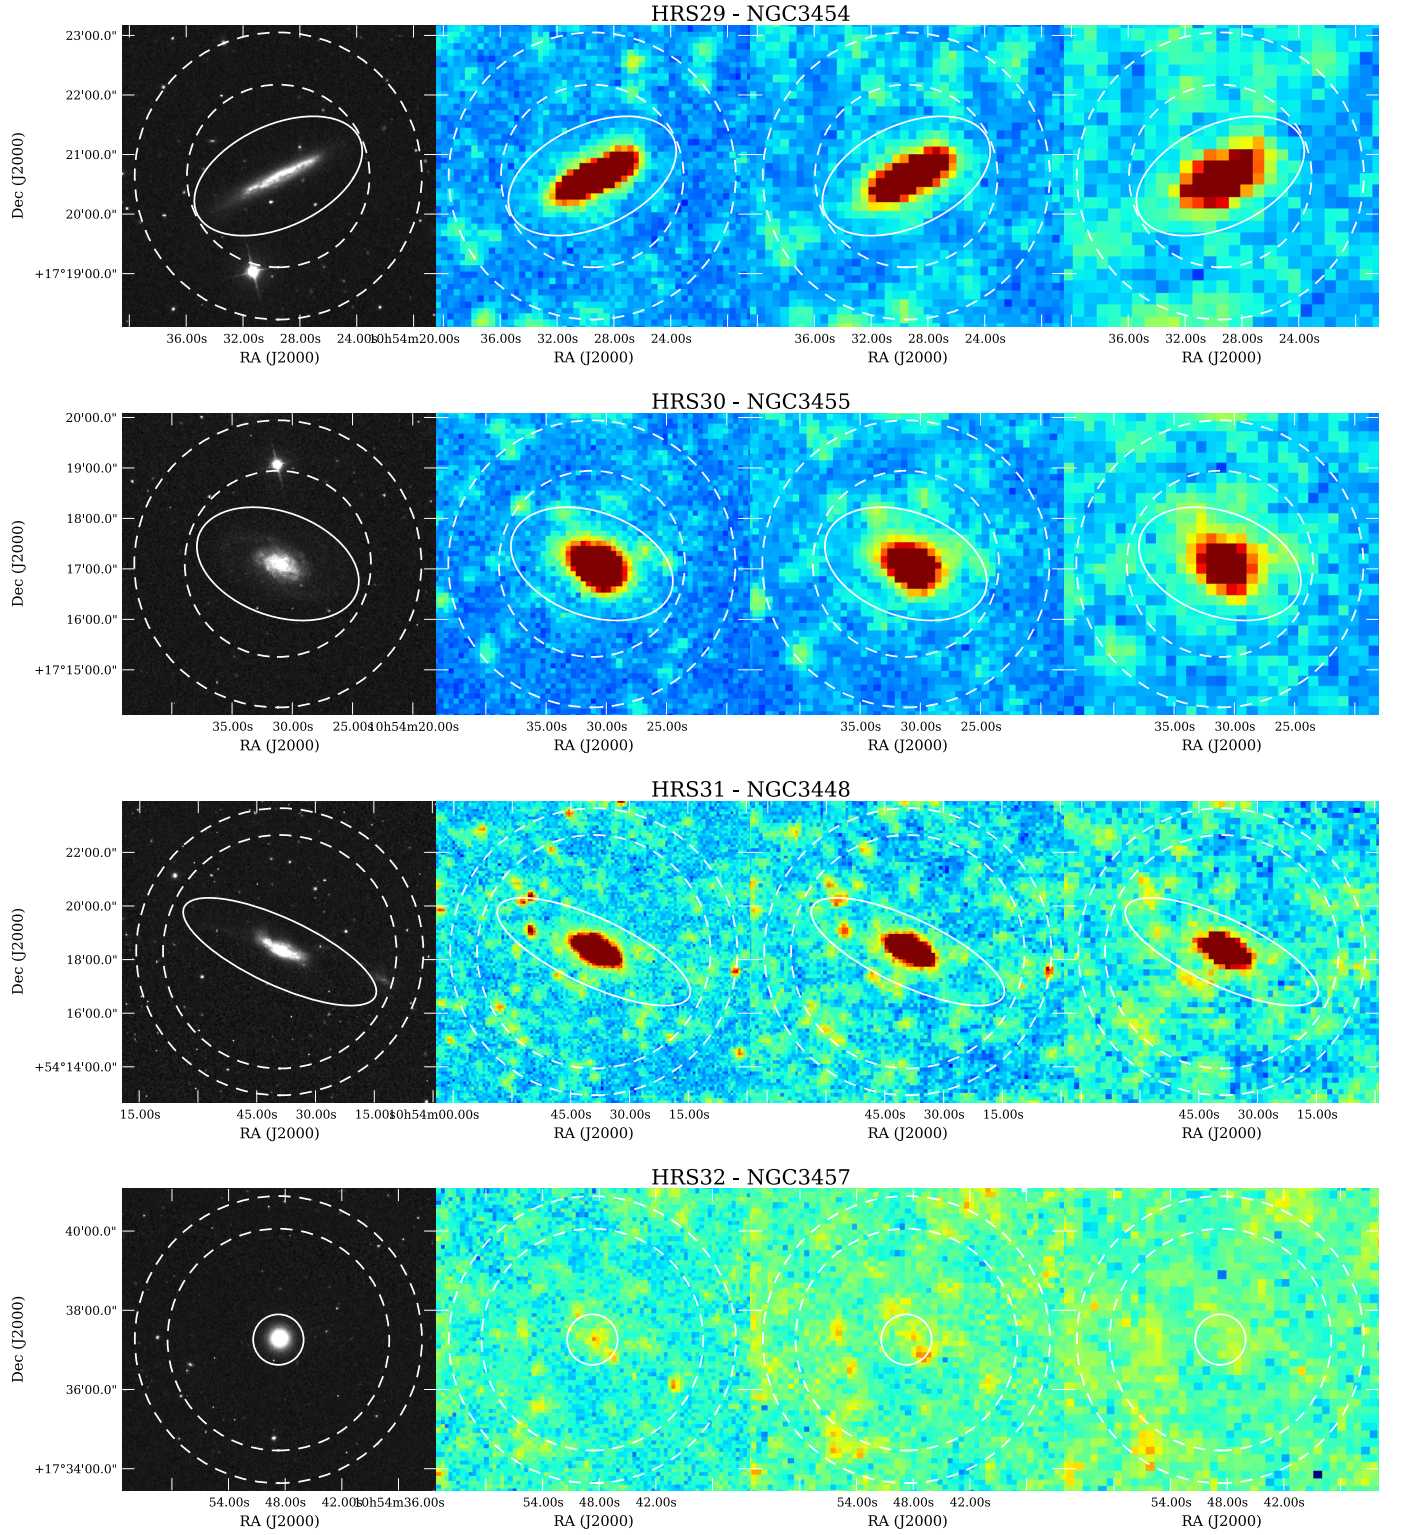 HRS29 - NGC3454
23'00.0"
22'00.0"
21'00.0"
20'00.0"
+17°19'00.0"
Dec (J2000)
36.00s 32.00s 28.00s 24.00s 10h54m20.00s 36.00s 32.00s 28.00s 24.00s 36.00s 32.00s 28.00s 24.00s 36.00s 32.00s 28.00s 24.00s
RA (J2000) RA (J2000) RA (J2000) RA (J2000)
HRS30 - NGC3455
20'00.0"
19'00.0"
18'00.0"
17'00.0"
16'00.0"
+17°15'00.0"
Dec (J2000)
35.00s 30.00s 25.00s 10h54m20.00s 35.00s 30.00s 25.00s 35.00s 30.00s 25.00s 35.00s 30.00s 25.00s
RA (J2000) RA (J2000) RA (J2000) RA (J2000)
HRS31 - NGC3448
22'00.0"
20'00.0"
18'00.0"
16'00.0"
+54°14'00.0"
Dec (J2000)
15.00s 45.00s 30.00s 15.00s 10h54m00.00s 45.00s 30.00s 15.00s 45.00s 30.00s 15.00s 45.00s 30.00s 15.00s
RA (J2000) RA (J2000) RA (J2000) RA (J2000)
HRS32 - NGC3457
40'00.0"
38'00.0"
36'00.0"
+17°34'00.0"
Dec (J2000)
54.00s 48.00s 42.00s 10h54m36.00s 54.00s 48.00s 42.00s 54.00s 48.00s 42.00s 54.00s 48.00s 42.00s
RA (J2000) RA (J2000) RA (J2000) RA (J2000)